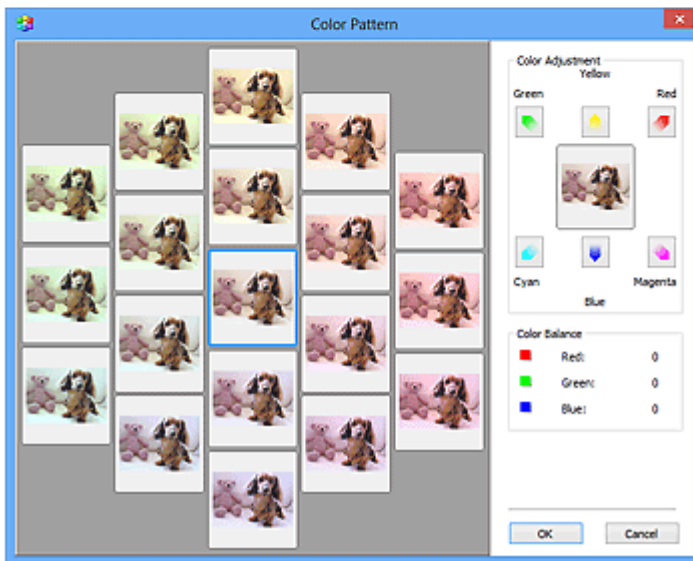 Color Pattern
Color Adjustment
Yellow
Green Red
Cyan Magenta
Blue
Color Balance
Red: 0
Green: 0
Blue: 0
OK Cancel